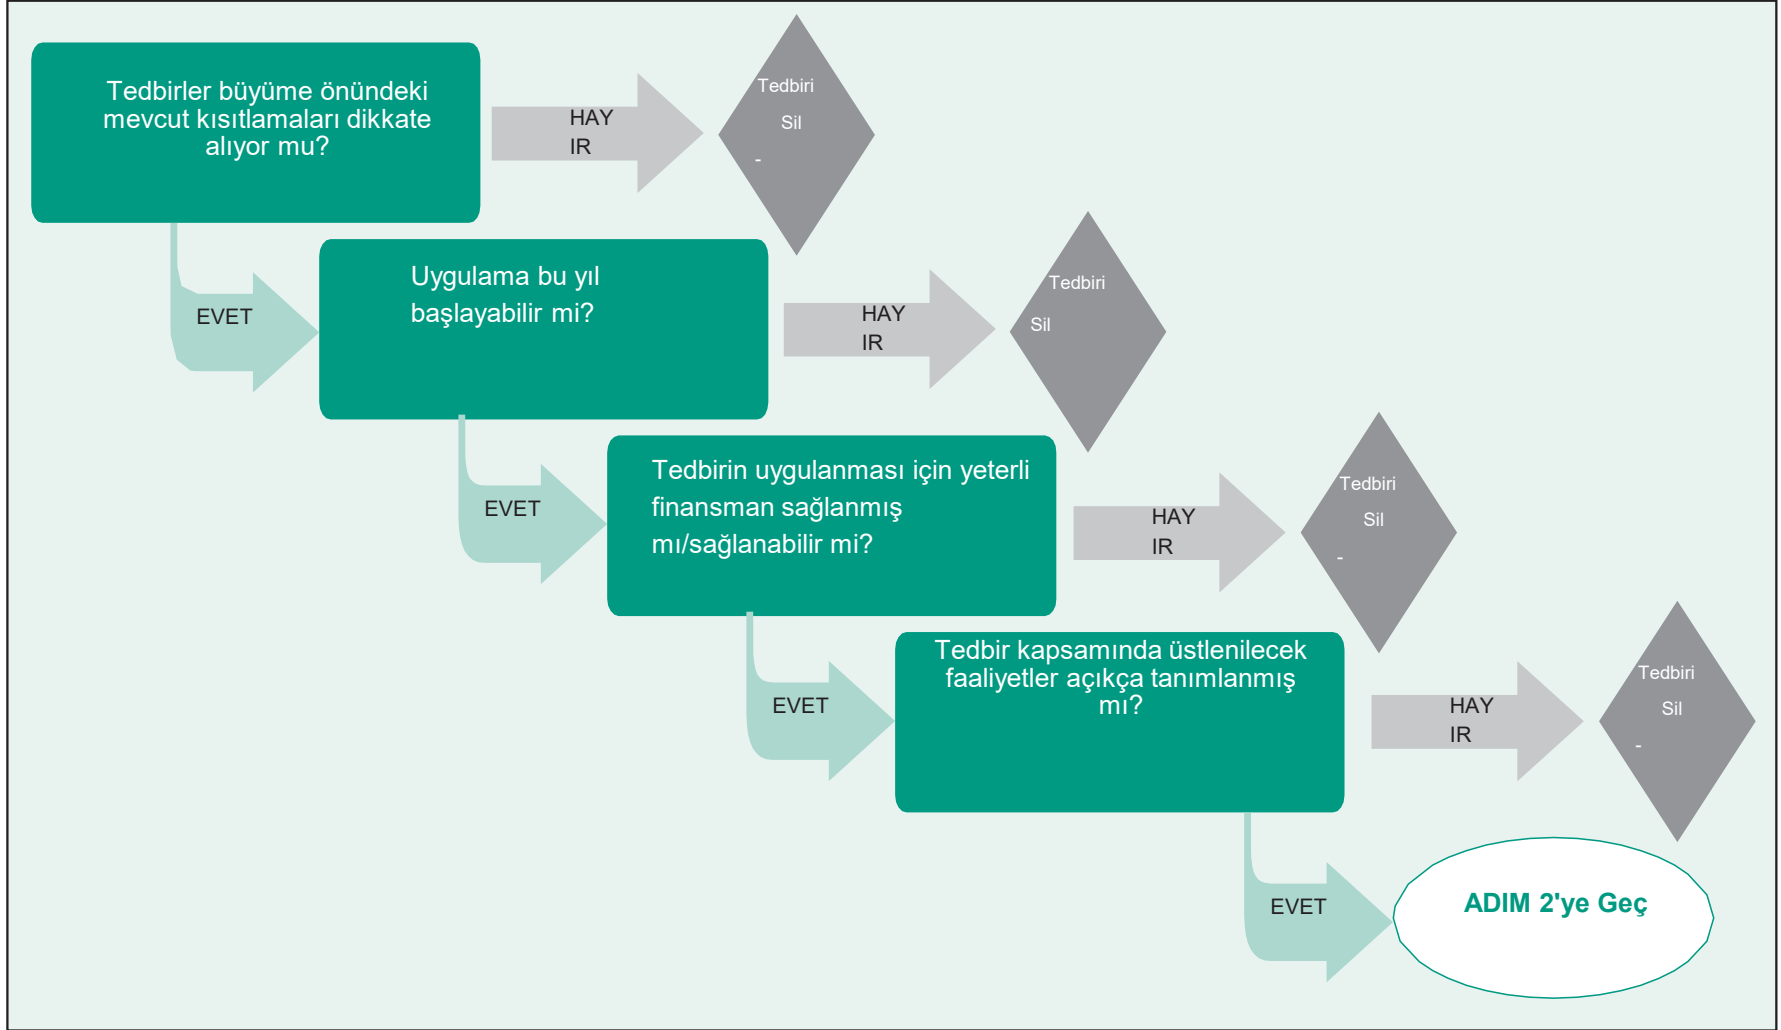 Tedbirler büyüme önündeki
mevcut kısıtlamaları dikkate
alıyor mu?
HAY
IR
Tedbiri
Sil
-
EVET
Uygulama bu yıl
başlayabilir mi?
HAY
IR
Tedbiri
Sil
EVET
Tedbirin uygulanması için yeterli
finansman sağlanmış
mı/sağlanabilir mi?
HAY
IR
Tedbiri
Sil
-
EVET
Tedbir kapsamında üstlenilecek
faaliyetler açıkça tanımlanmış
mı?
HAY
IR
Tedbiri
Sil
-
EVET
ADIM 2'ye Geç